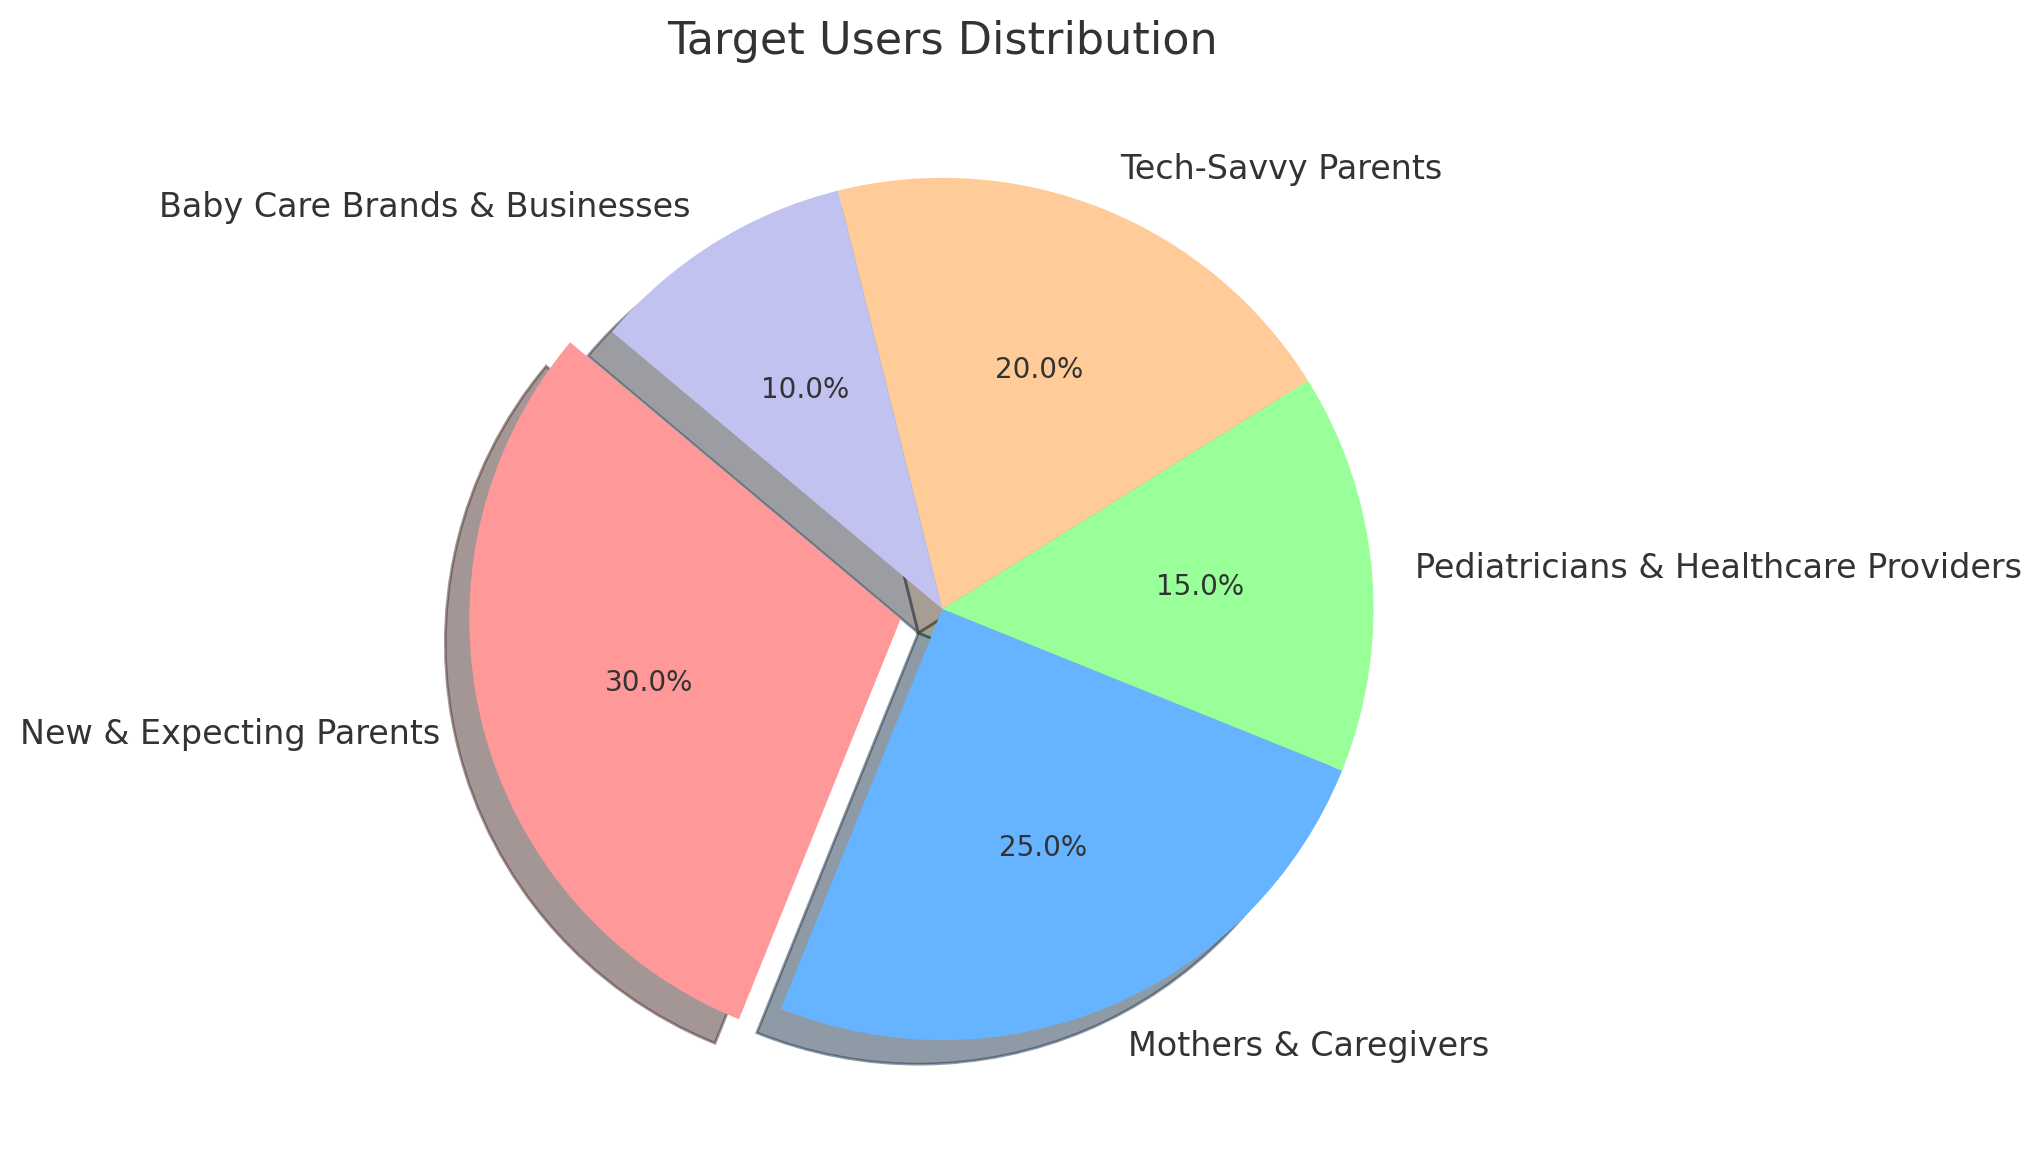 Target Users Distribution
Tech-Savvy Parents
Baby Care Brands & Businesses
20.0%
10.0%
Pediatricians & Healthcare Providers
15.0%
30.0%
New & Expecting Parents
25.0%
Mothers & Caregivers